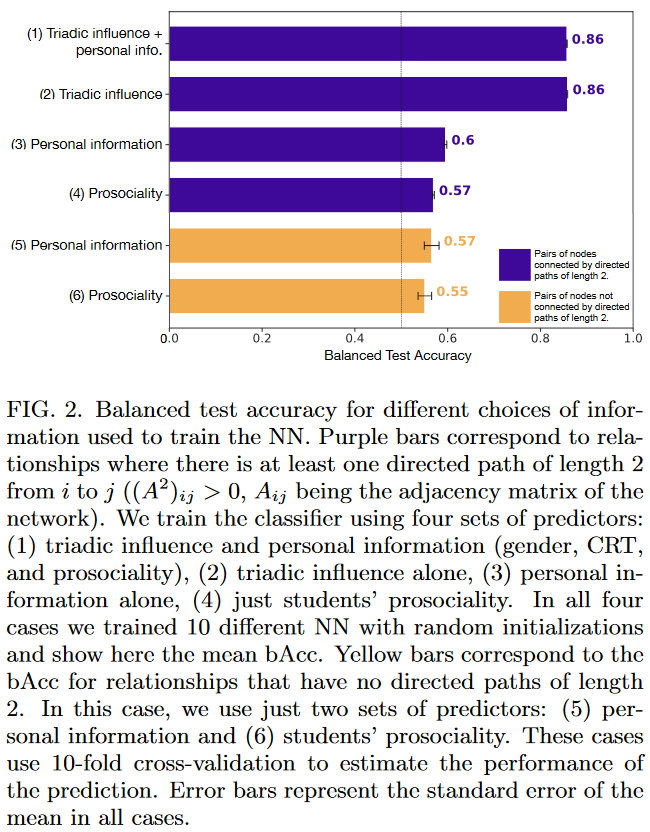 (1) Triadic influence +
personal info.
0.86
(2) Triadic influence
0.86
(3) Personal information
0.6
(4) Prosociality
0.57
(5) Personal information
0.57
(6) Prosociality
0.55
Pairs of nodes
connected by directed
paths of length 2.
Pairs of nodes not
connected by directed
paths of length 2.
0.0 0.2 0.4 0.6 0.8 1.0
Balanced Test Accuracy
FIG. 2. Balanced test accuracy for different choices of infor-
mation used to train the NN. Purple bars correspond to rela-
tionships where there is at least one directed path of length 2
from i to j ((A²)ij > 0, Aij being the adjacency matrix of the
network). We train the classifier using four sets of predictors:
(1) triadic influence and personal information (gender, CRT,
and prosociality), (2) triadic influence alone, (3) personal in-
formation alone, (4) just students’ prosociality. In all four
cases we trained 10 different NN with random initializations
and show here the mean bAcc. Yellow bars correspond to the
bAcc for relationships that have no directed paths of length
2. In this case, we use just two sets of predictors: (5) per-
sonal information and (6) students’ prosociality. These cases
use 10-fold cross-validation to estimate the performance of
the prediction. Error bars represent the standard error of the
mean in all cases.